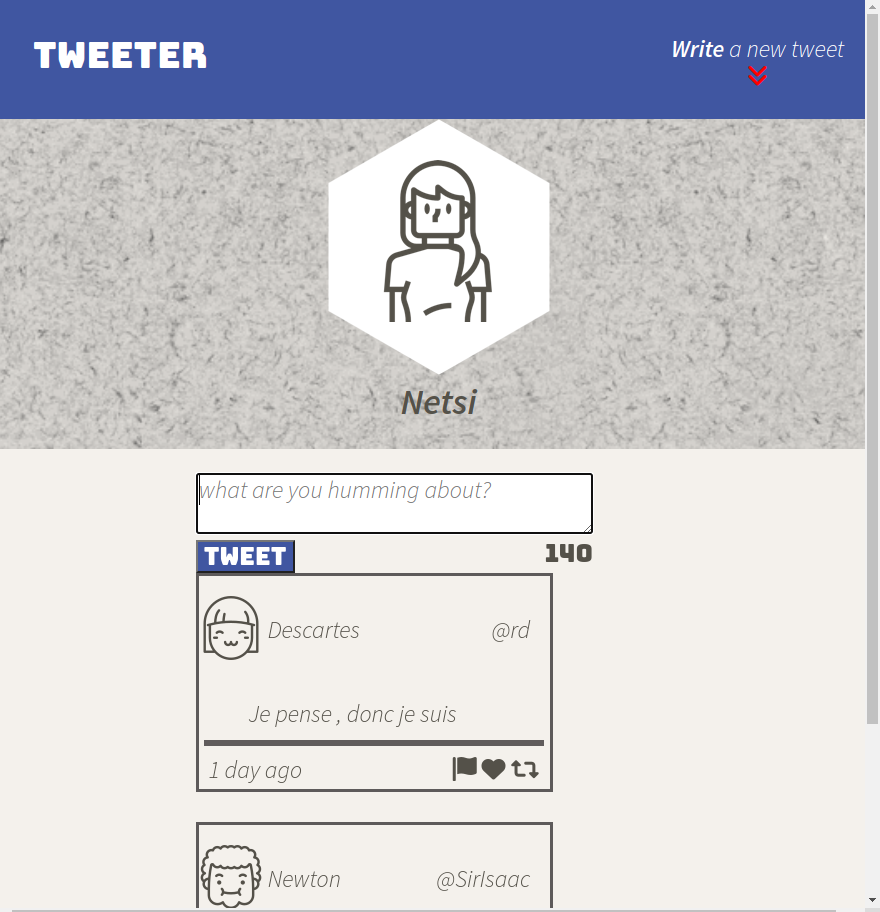 TWEETER
Write a new tweet
Netsi
what are you humming about?
TWEET 140
Descartes @rd
Je pense , donc je suis
1 day ago
Newton @SirIsaac